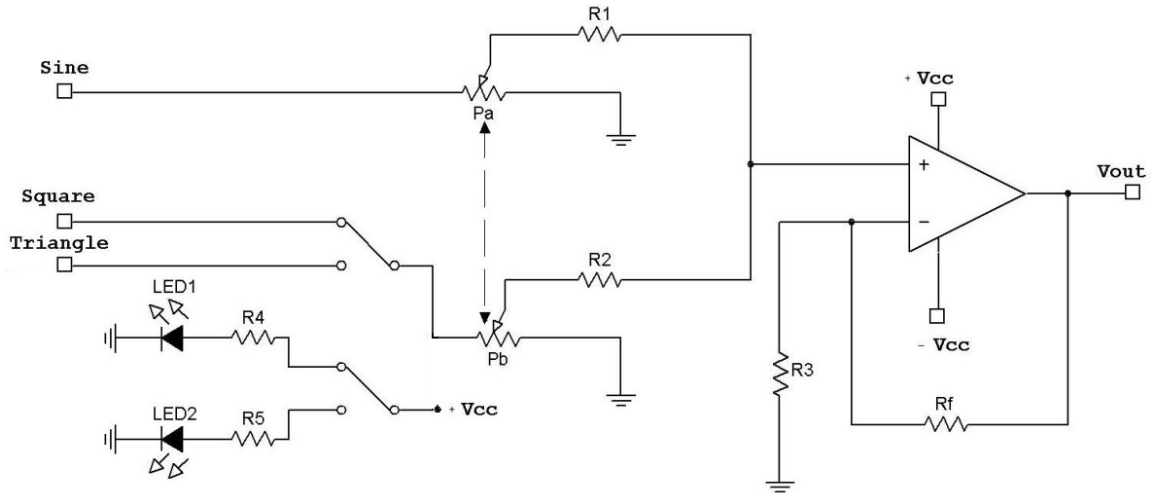 R1
Sine
Pa
+ Vcc
Vout
+
−
Square
Triangle
R2
LED1
R4
Pb
− Vcc
R3
LED2
R5
+ Vcc
Rf